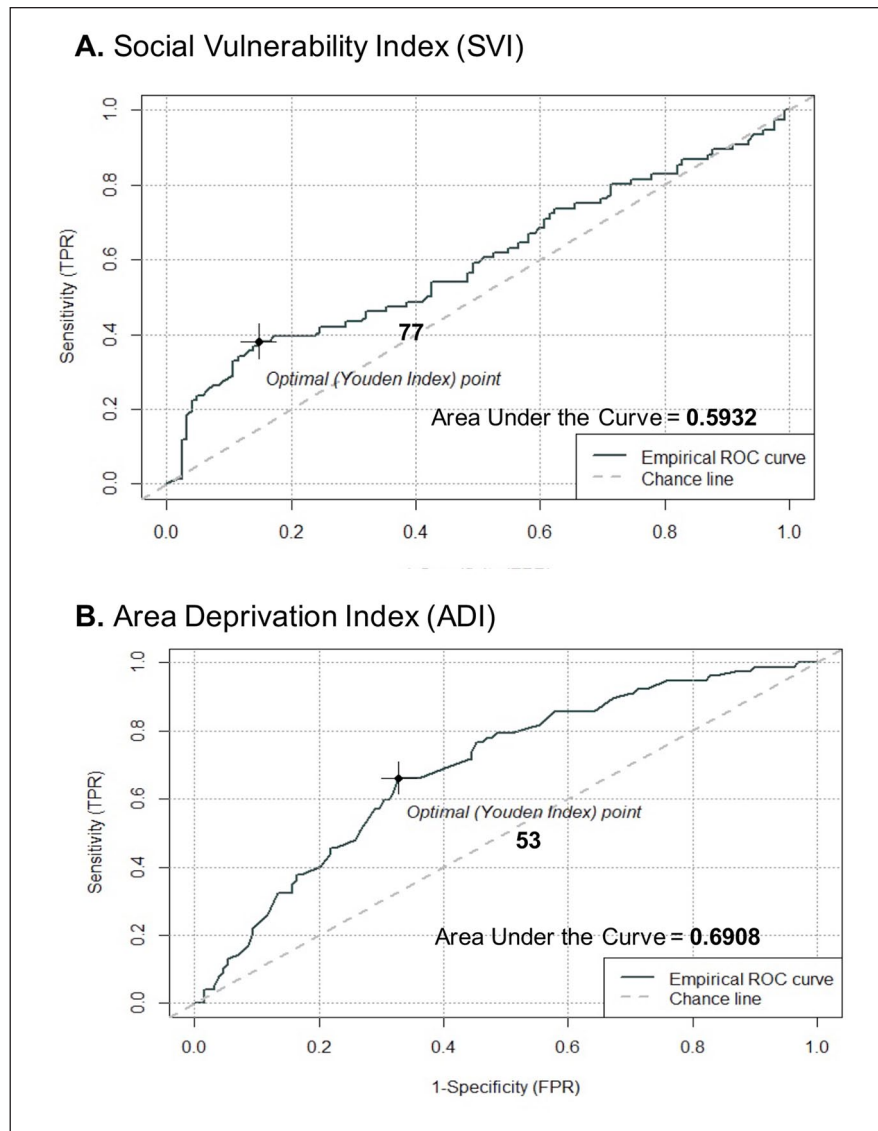 A. Social Vulnerability Index (SVI)
1.0
0.8
0.6
0.4
0.2
0.0
Sensitivity (TPR)
77
Optimal (Youden Index) point
Area Under the Curve = 0.5932
Empirical ROC curve
Chance line
0.0 0.2 0.4 0.6 0.8 1.0
B. Area Deprivation Index (ADI)
1.0
0.8
0.6
0.4
0.2
0.0
Sensitivity (TPR)
Optimal (Youden Index) point
53
Area Under the Curve = 0.6908
Empirical ROC curve
Chance line
0.0 0.2 0.4 0.6 0.8 1.0
1-Specificity (FPR)